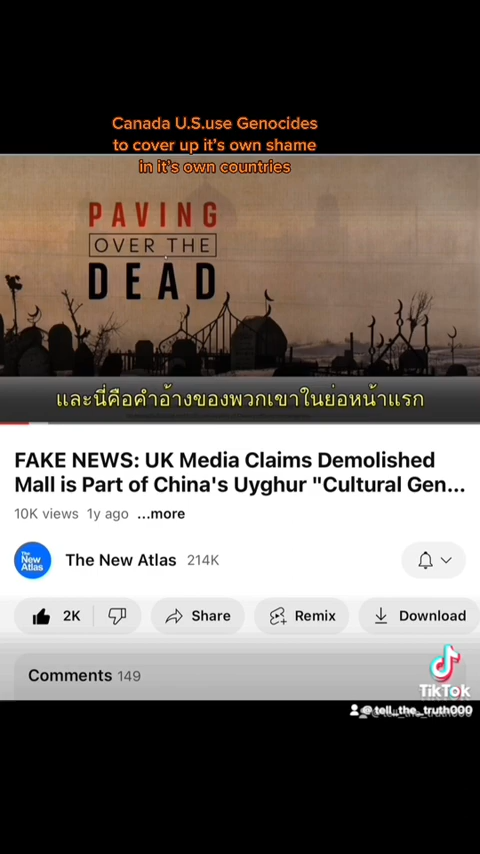 Canada U.S.use Genocides
to cover up it's own shame
in it's own countries
PAVING
OVER THE
DEAD
และนี่คือคำอ้างของพวกเขาในย่อหน้าแรก
FAKE NEWS: UK Media Claims Demolished
Mall is Part of China's Uyghur "Cultural Gen...
10K views 1y ago ...more
The New Atlas
The New Atlas 214K
2K Share Remix Download
Comments 149
TikTok
@tell_the_truth000